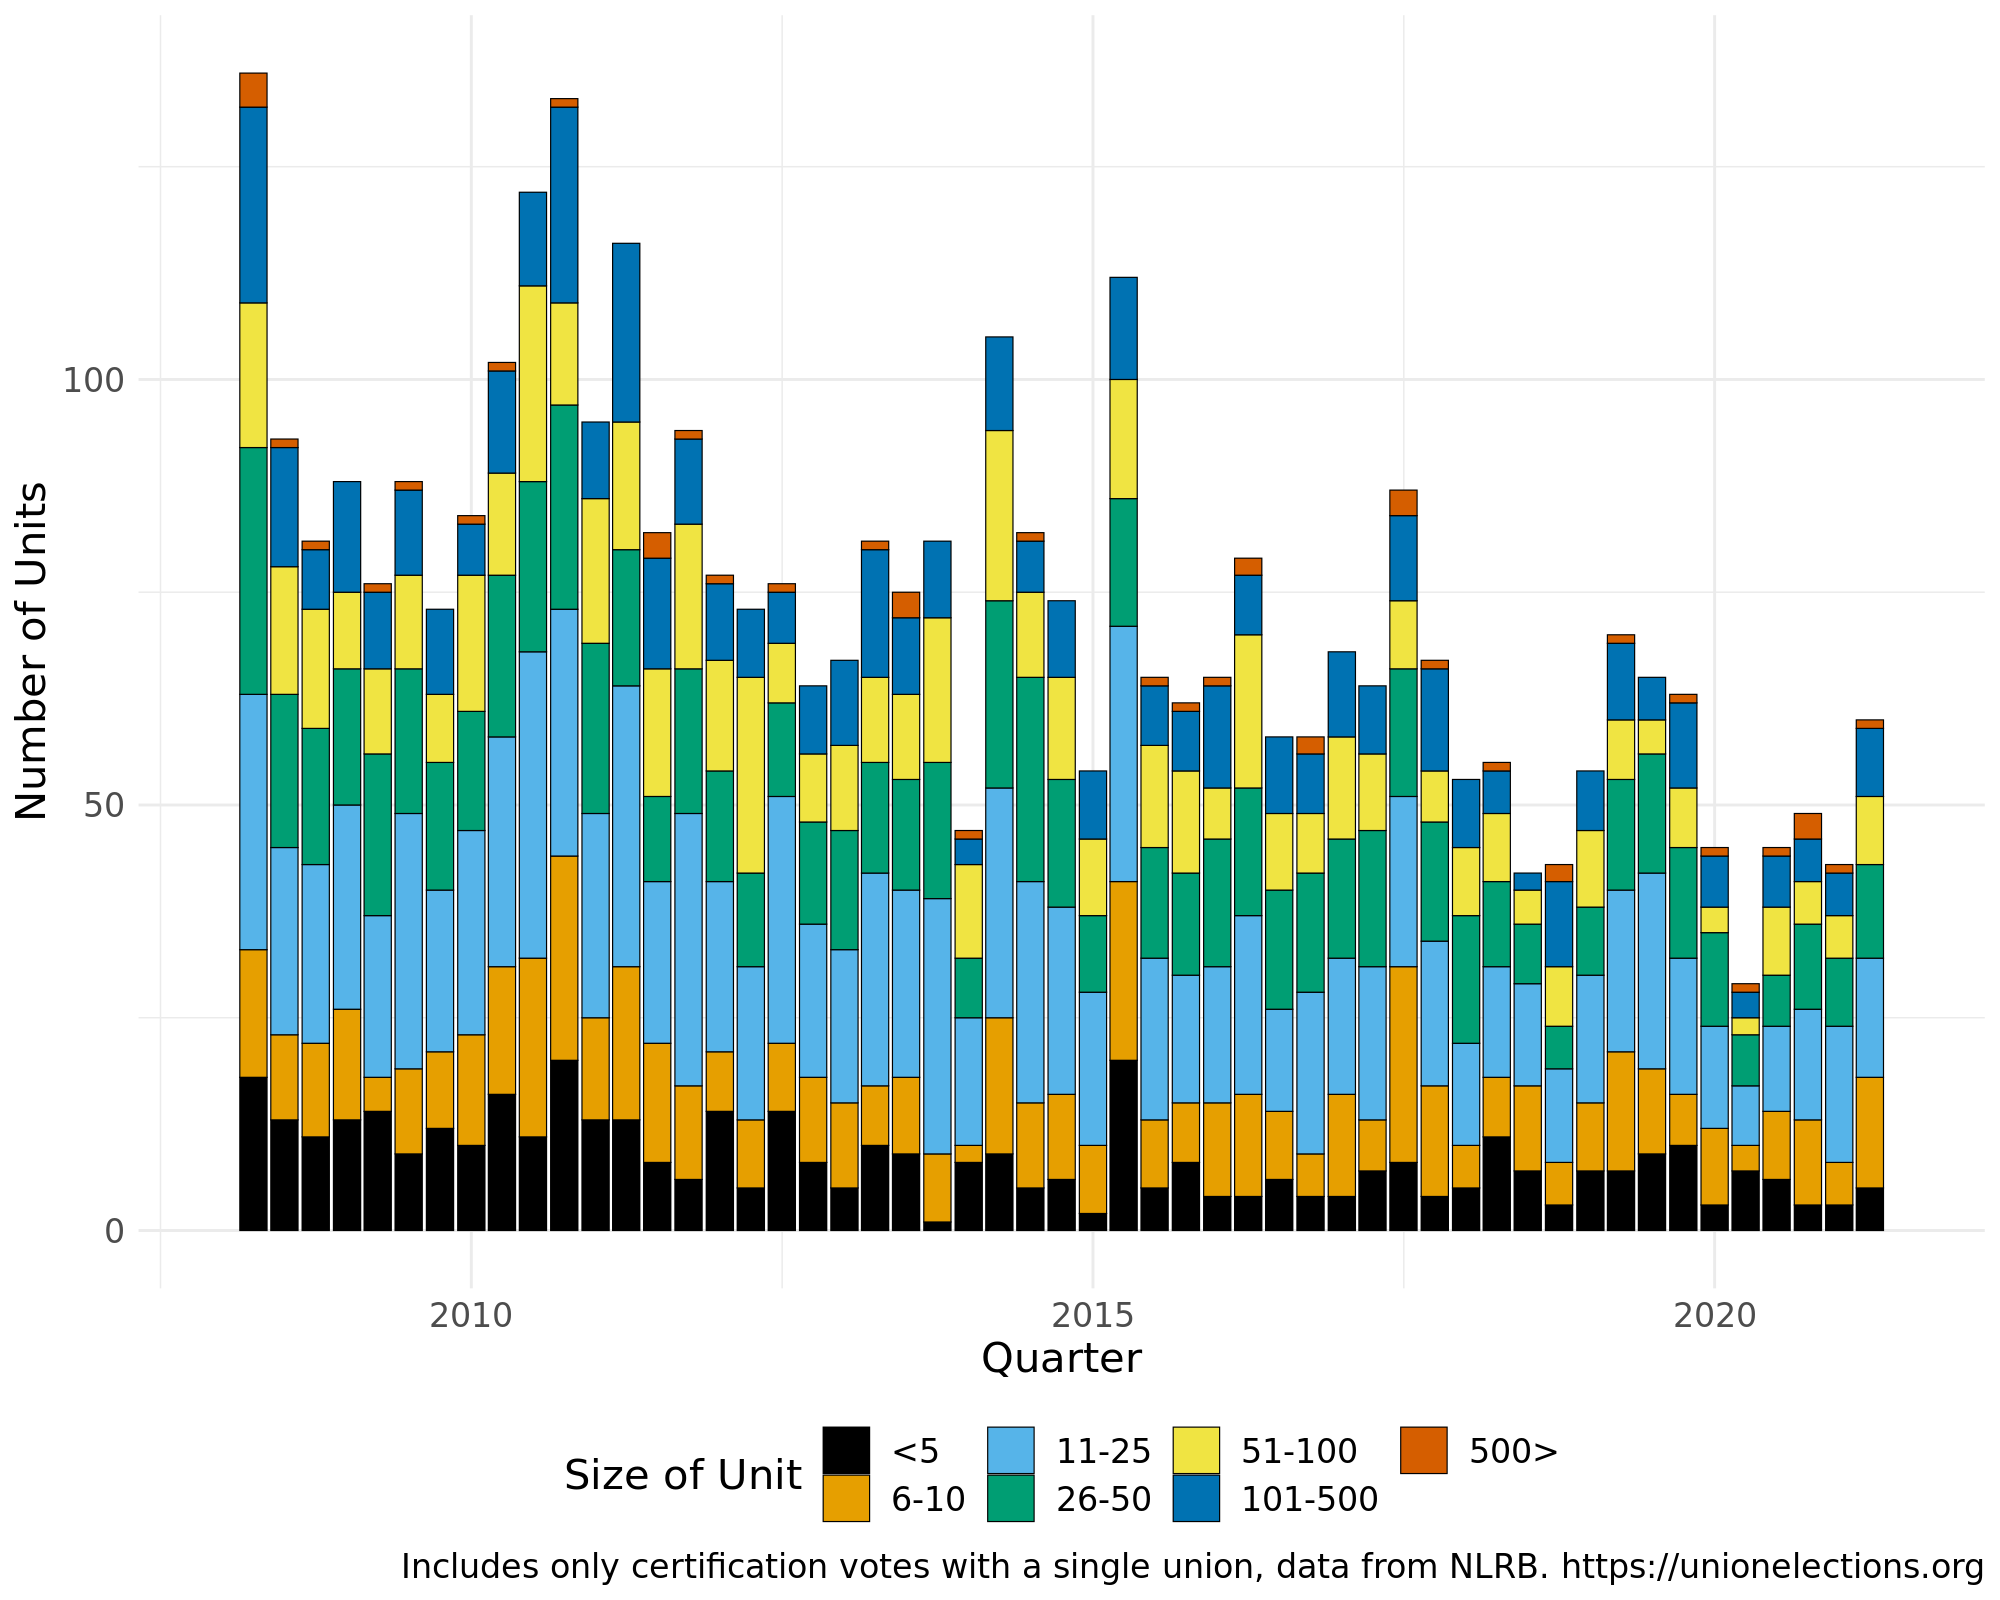 Number of Units
100
50
0
2010 2015 2020
Quarter
Size of Unit
<5 11-25 51-100 500>
6-10 26-50 101-500
Includes only certification votes with a single union, data from NLRB. https://unionelections.org